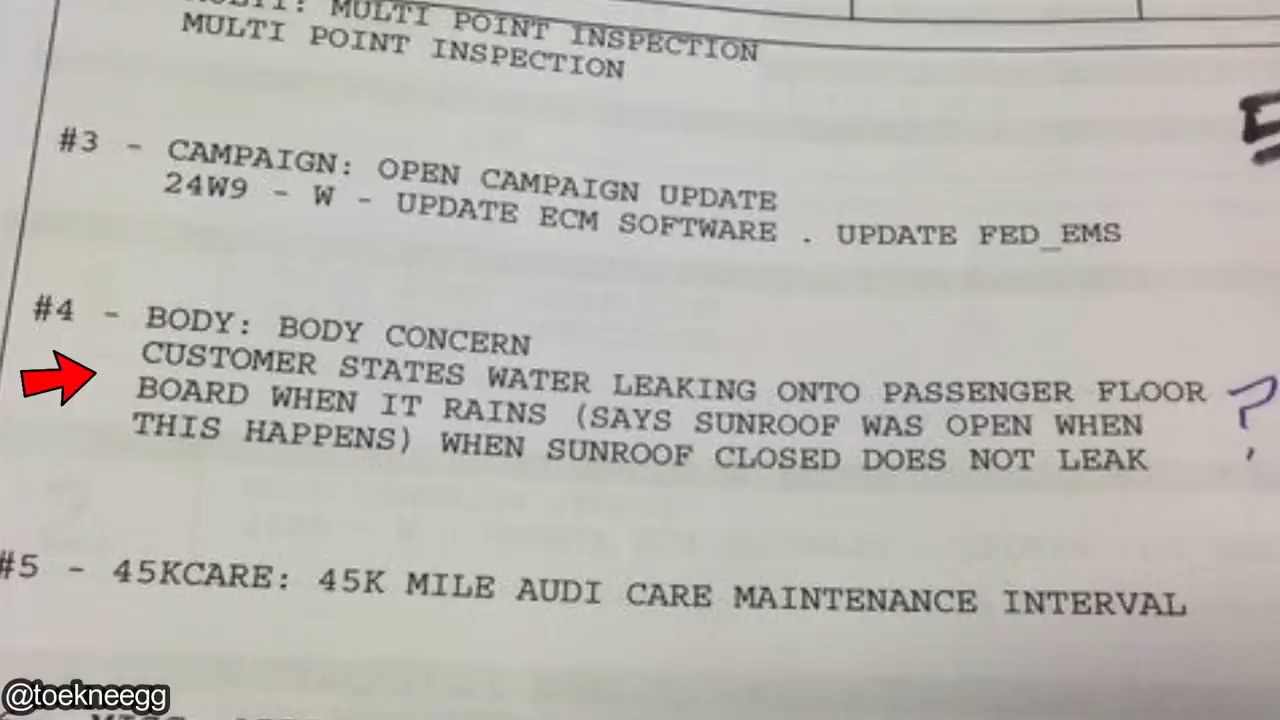 MULTI: MULTI POINT INSPECTION
MULTI POINT INSPECTION
#3 - CAMPAIGN: OPEN CAMPAIGN UPDATE
24W9 - W - UPDATE ECM SOFTWARE . UPDATE FED_EMS
#4 - BODY: BODY CONCERN
CUSTOMER STATES WATER LEAKING ONTO PASSENGER FLOOR
BOARD WHEN IT RAINS (SAYS SUNROOF WAS OPEN WHEN
THIS HAPPENS) WHEN SUNROOF CLOSED DOES NOT LEAK
?
#5 - 45KCARE: 45K MILE AUDI CARE MAINTENANCE INTERVAL
@toekneegg